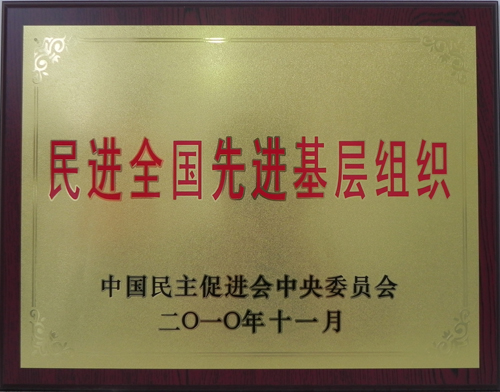 民进全国先进基层组织
中国民主促进会中央委员会
二〇一〇年十一月